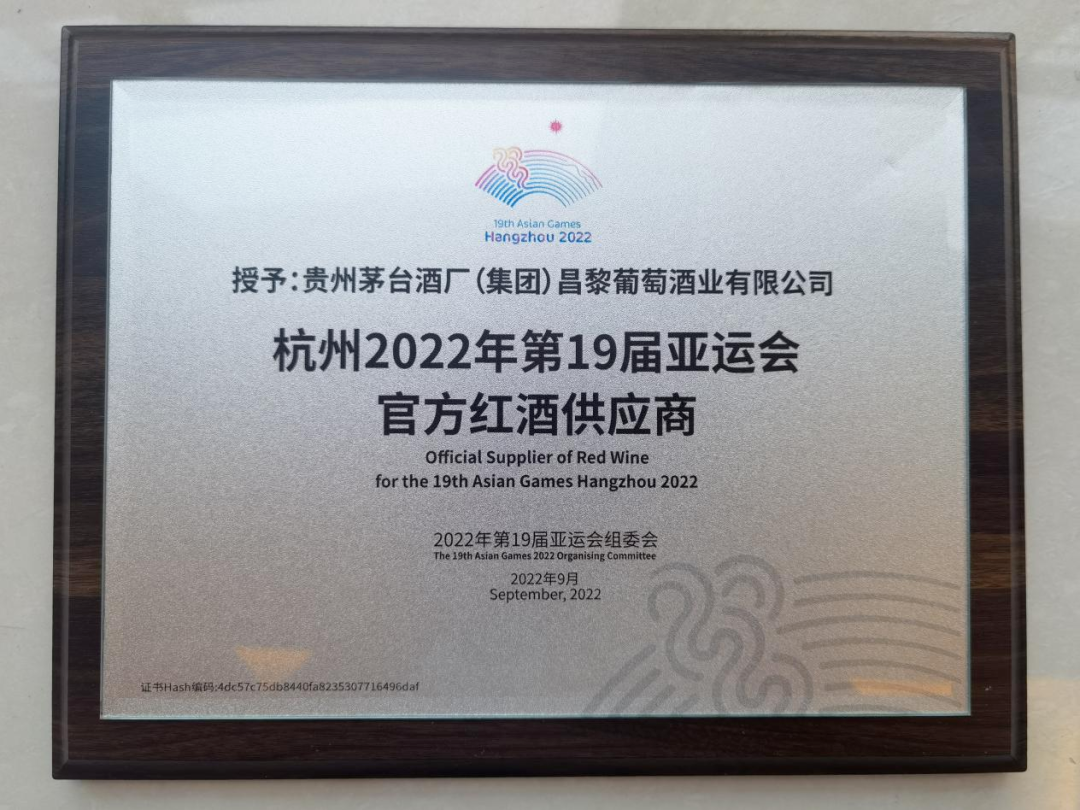 19th Asian Games
Hangzhou 2022
授予：贵州茅台酒厂（集团）昌黎葡萄酒业有限公司
杭州2022年第19届亚运会
官方红酒供应商
Official Supplier of Red Wine
for the 19th Asian Games Hangzhou 2022
2022年第19届亚运会组委会
The 19th Asian Games 2022 Organising Committee
2022年9月
September, 2022
证书Hash编码:4dc57c75db8440fa8235307716496daf